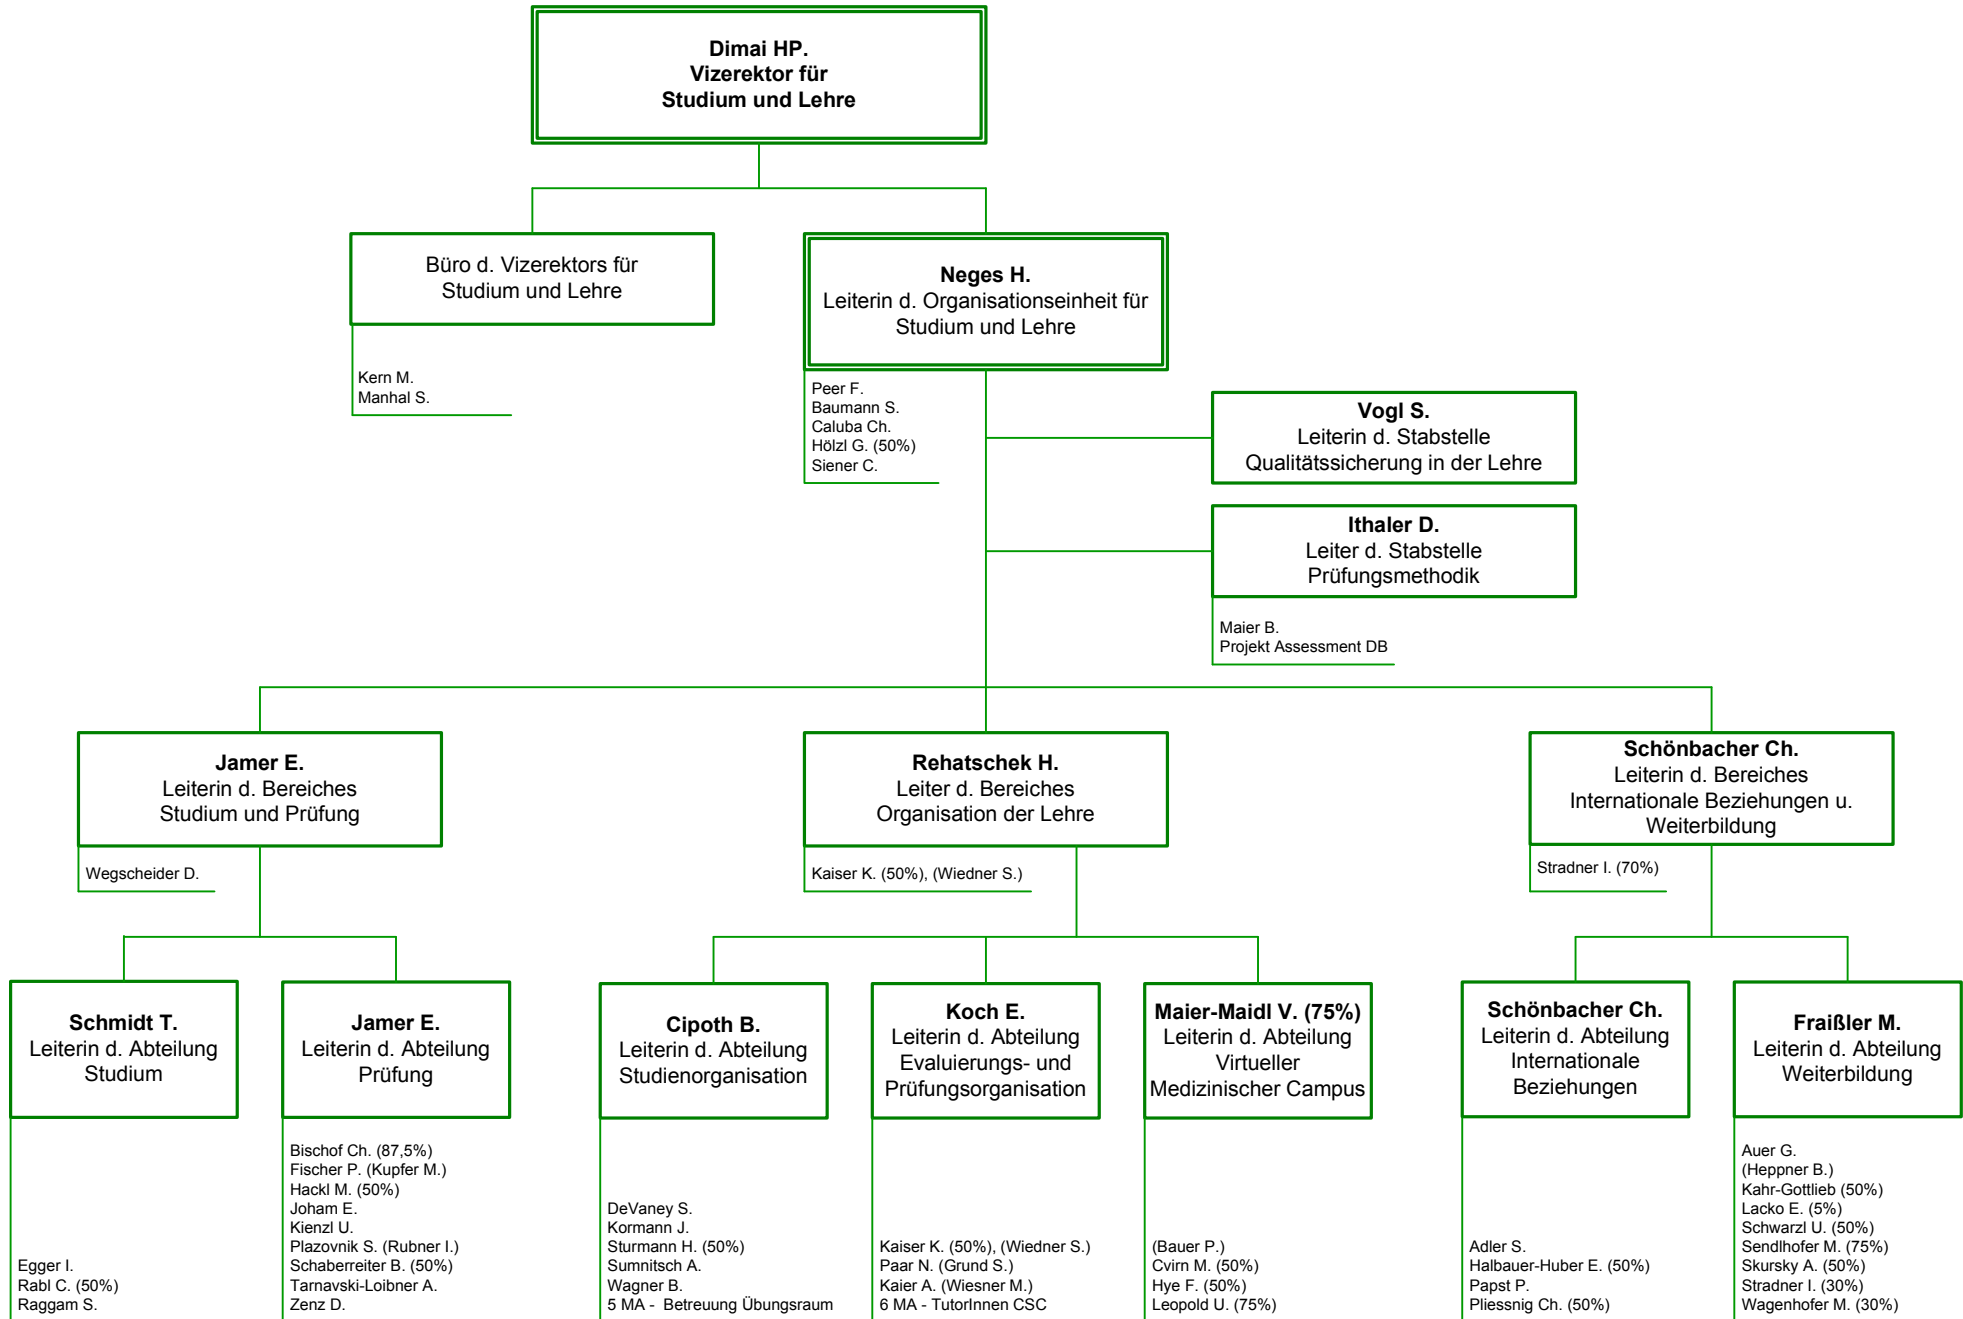 Dimai HP.
Vizerektor für
Studium und Lehre
Büro d. Vizerektors für
Studium und Lehre
Kern M.
Manhal S.
Neges H.
Leiterin d. Organisationseinheit für
Studium und Lehre
Peer F.
Baumann S.
Caluba Ch.
Hölzl G. (50%)
Siener C.
Vogl S.
Leiterin d. Stabstelle
Qualitätssicherung in der Lehre
Ithaler D.
Leiter d. Stabstelle
Prüfungsmethodik
Maier B.
Projekt Assessment DB
Jamer E.
Leiterin d. Bereiches
Studium und Prüfung
Wegscheider D.
Rehatschek H.
Leiter d. Bereiches
Organisation der Lehre
Kaiser K. (50%), (Wiedner S.)
Schönbacher Ch.
Leiterin d. Bereiches
Internationale Beziehungen u.
Weiterbildung
Stradner I. (70%)
Schmidt T.
Leiterin d. Abteilung
Studium
Egger I.
Rabl C. (50%)
Raggam S.
Jamer E.
Leiterin d. Abteilung
Prüfung
Bischof Ch. (87,5%)
Fischer P. (Kupfer M.)
Hackl M. (50%)
Joham E.
Kienzl U.
Plazovnik S. (Rubner I.)
Schaberreiter B. (50%)
Tarnavski-Loibner A.
Zenz D.
Cipoth B.
Leiterin d. Abteilung
Studienorganisation
DeVaney S.
Kormann J.
Sturmann H. (50%)
Sumnitsch A.
Wagner B.
5 MA - Betreuung Übungsraum
Koch E.
Leiterin d. Abteilung
Evaluierungs- und
Prüfungsorganisation
Kaiser K. (50%), (Wiedner S.)
Paar N. (Grund S.)
Kaier A. (Wiesner M.)
6 MA - TutorInnen CSC
Maier-Maidl V. (75%)
Leiterin d. Abteilung
Virtueller
Medizinischer Campus
(Bauer P.)
Cvirn M. (50%)
Hye F. (50%)
Leopold U. (75%)
Schönbacher Ch.
Leiterin d. Abteilung
Internationale
Beziehungen
Adler S.
Halbauer-Huber E. (50%)
Papst P.
Pliessnig Ch. (50%)
Fraißler M.
Leiterin d. Abteilung
Weiterbildung
Auer G.
(Heppner B.)
Kahr-Gottlieb (50%)
Lacko E. (5%)
Schwarzl U. (50%)
Sendlhofer M. (75%)
Skursky A. (50%)
Stradner I. (30%)
Wagenhofer M. (30%)